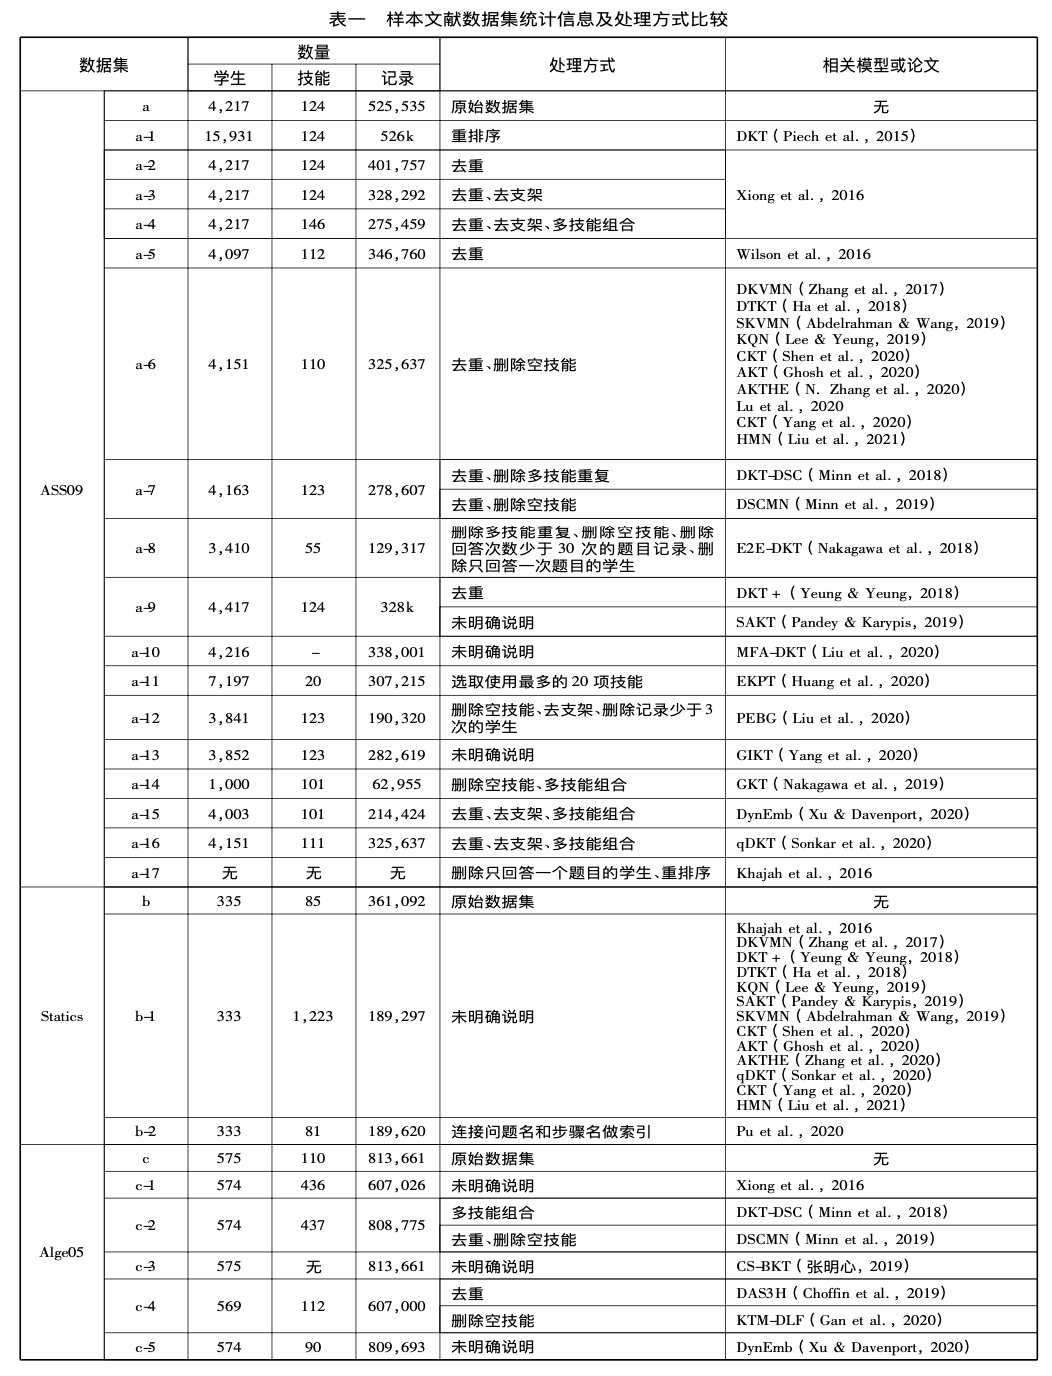 表一 样本文献数据集统计信息及处理方式比较
数据集 数量 处理方式 相关模型或论文
学生 技能 记录
ASS09
a 4,217 124 525,535 原始数据集 无
a-1 15,931 124 526k 重排序 DKT（Piech et al., 2015）
a-2 4,217 124 401,757 去重
a-3 4,217 124 328,292 去重、去支架 Xiong et al., 2016
a-4 4,217 146 275,459 去重、去支架、多技能组合
a-5 4,097 112 346,760 去重 Wilson et al., 2016
a-6 4,151 110 325,637 去重、删除空技能
DKVMN（Zhang et al., 2017）
DTKT（Ha et al., 2018）
SKVMN（Abdelrahman & Wang, 2019）
KQN（Lee & Yeung, 2019）
CKT（Shen et al., 2020）
AKT（Ghosh et al., 2020）
AKTHE（N. Zhang et al., 2020）
Lu et al., 2020
CKT（Yang et al., 2020）
HMN（Liu et al., 2021）
a-7 4,163 123 278,607
去重、删除多技能重复 DKT-DSC（Minn et al., 2018）
去重、删除空技能 DSCMN（Minn et al., 2019）
a-8 3,410 55 129,317
删除多技能重复、删除空技能、删除
回答次数少于 30 次的题目记录、删
除只回答一次题目的学生
E2E-DKT（Nakagawa et al., 2018）
a-9 4,417 124 328k
去重 DKT+（Yeung & Yeung, 2018）
未明确说明 SAKT（Pandey & Karypis, 2019）
a-10 4,216 – 338,001 未明确说明 MFA-DKT（Liu et al., 2020）
a-11 7,197 20 307,215 选取使用最多的 20 项技能 EKPT（Huang et al., 2020）
a-12 3,841 123 190,320
删除空技能、去支架、删除记录少于 3
次的学生
PEBG（Liu et al., 2020）
a-13 3,852 123 282,619 未明确说明 GIKT（Yang et al., 2020）
a-14 1,000 101 62,955 删除空技能、多技能组合 GKT（Nakagawa et al., 2019）
a-15 4,003 101 214,424 去重、去支架、多技能组合 DynEmb（Xu & Davenport, 2020）
a-16 4,151 111 325,637 去重、去支架、多技能组合 qDKT（Sonkar et al., 2020）
a-17 无 无 无 删除只回答一个题目的学生、重排序 Khajah et al., 2016
Statics
b 335 85 361,092 原始数据集 无
b-1 333 1,223 189,297 未明确说明
Khajah et al., 2016
DKVMN（Zhang et al., 2017）
DKT+（Yeung & Yeung, 2018）
DTKT（Ha et al., 2018）
KQN（Lee & Yeung, 2019）
SAKT（Pandey & Karypis, 2019）
SKVMN（Abdelrahman & Wang, 2019）
CKT（Shen et al., 2020）
AKT（Ghosh et al., 2020）
AKTHE（Zhang et al., 2020）
qDKT（Sonkar et al., 2020）
CKT（Yang et al., 2020）
HMN（Liu et al., 2021）
b-2 333 81 189,620 连接问题名和步骤名做索引 Pu et al., 2020
Alge05
c 575 110 813,661 原始数据集 无
c-1 574 436 607,026 未明确说明 Xiong et al., 2016
c-2 574 437 808,775
多技能组合 DKT-DSC（Minn et al., 2018）
去重、删除空技能 DSCMN（Minn et al., 2019）
c-3 575 无 813,661 未明确说明 CS-BKT（张明心, 2019）
c-4 569 112 607,000
去重 DAS3H（Choffin et al., 2019）
删除空技能 KTM-DLF（Gan et al., 2020）
c-5 574 90 809,693 未明确说明 DynEmb（Xu & Davenport, 2020）